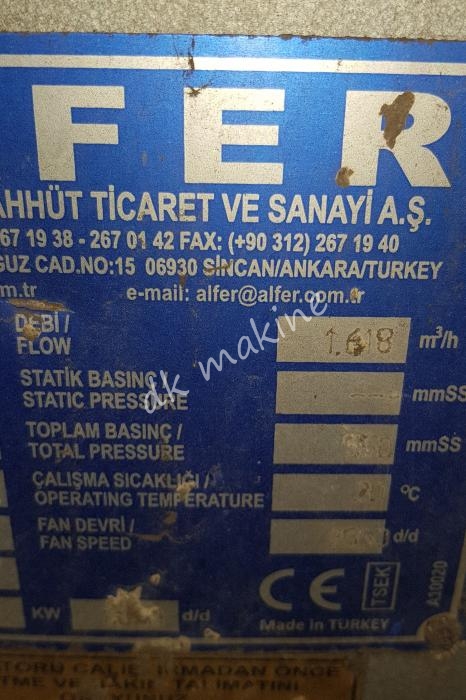 FER
AHHÜT TİCARET VE SANAYİ A.Ş.
67 19 38 - 267 01 42 FAX: (+90 312) 267 19 40
GUZ CAD.NO:15 06930 SİNCAN/ANKARA/TURKEY
m.tr e-mail: alfer@alfer.com.tr
DEBİ /
FLOW 1.618 m³/h
STATİK BASINÇ /
STATIC PRESSURE mmSS
TOPLAM BASINÇ /
TOTAL PRESSURE mmSS
ÇALIŞMA SICAKLIĞI /
OPERATING TEMPERATURE °C
FAN DEVRİ /
FAN SPEED d/d
KW d/d
CE TSEK
Made in TURKEY
A10020
dk makine